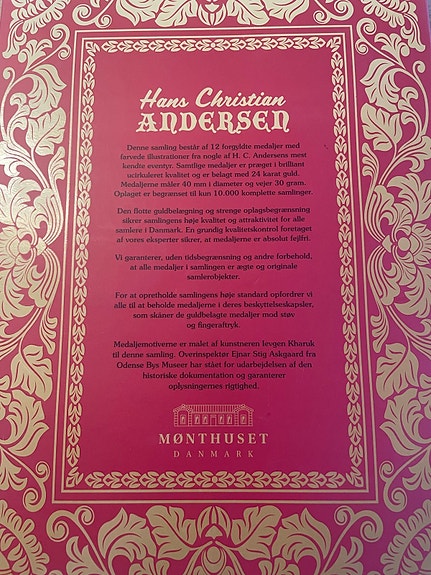 Hans Christian
ANDERSEN
Denne samling består af 12 forgyldte medaljer med
farvede illustrationer fra nogle af H. C. Andersens mest
kendte eventyr. Samtlige medaljer er præget i brilliant
ucirkuleret kvalitet og er belagt med 24 karat guld.
Medaljerne måler 40 mm i diameter og vejer 30 gram.
Oplaget er begrænset til kun 10.000 komplette samlinger.
Den flotte guldbelægning og strenge oplagsbegrænsning
sikrer samlingens høje kvalitet og attraktivitet for alle
samlere i Danmark. En grundig kvalitetskontrol foretaget
af vores eksperter sikrer, at medaljerne er absolut fejlfri.
Vi garanterer, uden tidsbegrænsning og andre forbehold,
at alle medaljer i samlingen er ægte og originale
samlerobjekter.
For at opretholde samlingens høje standard opfordrer vi
alle til at beholde medaljerne i deres beskyttelseskapsler,
som skåner de guldbelagte medaljer mod støv
og fingeraftryk.
Medaljemotiverne er malet af kunstneren Ievgen Kharuk
til denne samling. Overinspektør Ejnar Stig Askgaard fra
Odense Bys Museer har stået for udarbejdelsen af den
historiske dokumentation og garanterer
oplysningernes rigtighed.
MØNTHUSET
DANMARK